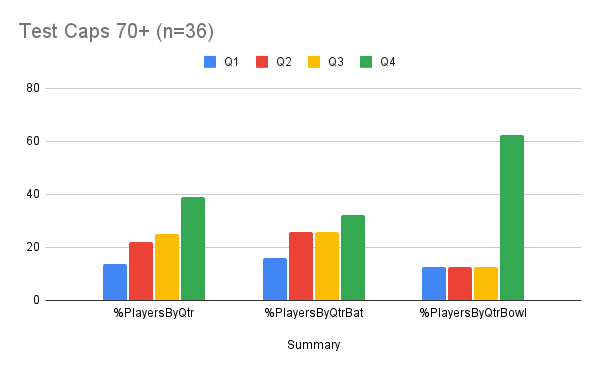 Test Caps 70+ (n=36)
Q1 Q2 Q3 Q4
80
60
40
20
0
%PlayersByQtr %PlayersByQtrBat %PlayersByQtrBowl
Summary